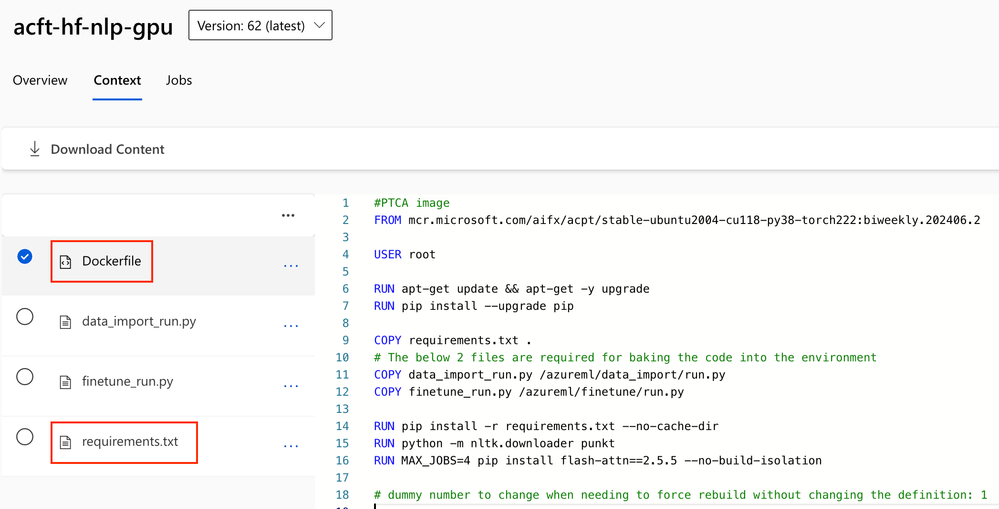 acft-hf-nlp-gpu Version: 62 (latest)
Overview Context Jobs
Download Content
...
Dockerfile ...
data_import_run.py ...
finetune_run.py ...
requirements.txt ...
1 #PTCA image
2 FROM mcr.microsoft.com/aifx/acpt/stable-ubuntu2004-cu118-py38-torch222:biweekly.202406.2
3
4 USER root
5
6 RUN apt-get update && apt-get -y upgrade
7 RUN pip install --upgrade pip
8
9 COPY requirements.txt .
10 # The below 2 files are required for baking the code into the environment
11 COPY data_import_run.py /azureml/data_import/run.py
12 COPY finetune_run.py /azureml/finetune/run.py
13
14 RUN pip install -r requirements.txt --no-cache-dir
15 RUN python -m nltk.downloader punkt
16 RUN MAX_JOBS=4 pip install flash-attn==2.5.5 --no-build-isolation
17
18 # dummy number to change when needing to force rebuild without changing the definition: 1